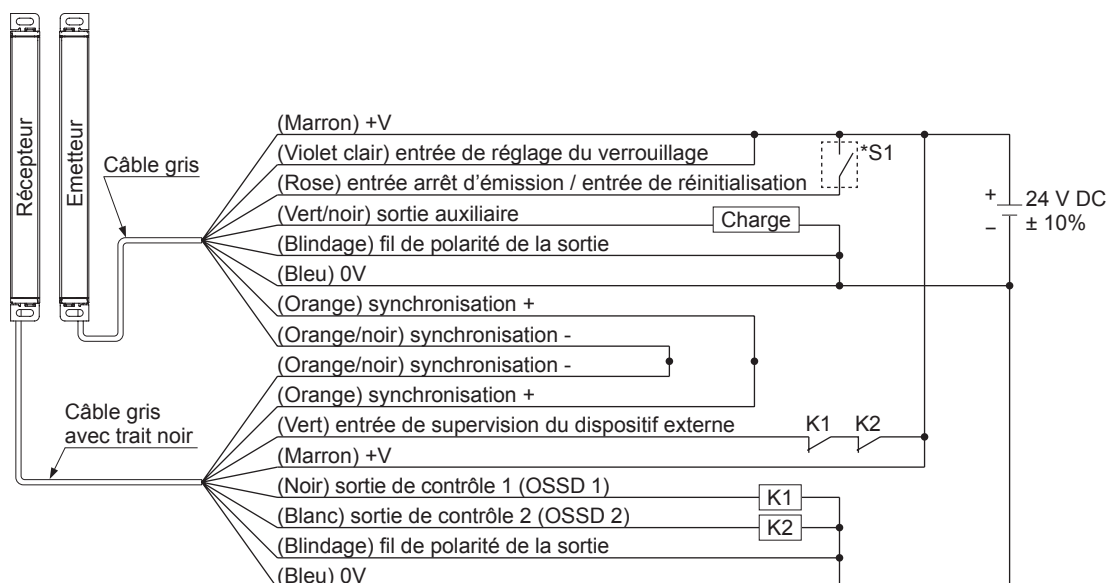 Récepteur
Emetteur
Câble gris
(Marron) +V
(Violet clair) entrée de réglage du verrouillage
*S1
(Rose) entrée arrêt d'émission / entrée de réinitialisation
(Vert/noir) sortie auxiliaire
Charge
+
24 V DC
−
± 10%
(Blindage) fil de polarité de la sortie
(Bleu) 0V
(Orange) synchronisation +
(Orange/noir) synchronisation -
(Orange/noir) synchronisation -
(Orange) synchronisation +
Câble gris
avec trait noir
(Vert) entrée de supervision du dispositif externe
K1 K2
(Marron) +V
(Noir) sortie de contrôle 1 (OSSD 1)
K1
(Blanc) sortie de contrôle 2 (OSSD 2)
K2
(Blindage) fil de polarité de la sortie
(Bleu) 0V